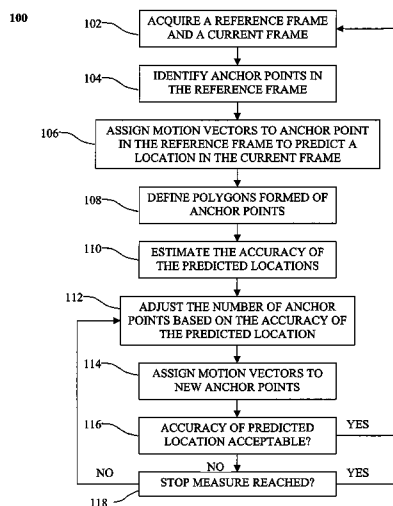 100
102
ACQUIRE A REFERENCE FRAME
AND A CURRENT FRAME
104
IDENTIFY ANCHOR POINTS IN
THE REFERENCE FRAME
106
ASSIGN MOTION VECTORS TO ANCHOR POINT
IN THE REFERENCE FRAME TO PREDICT A
LOCATION IN THE CURRENT FRAME
108
DEFINE POLYGONS FORMED OF
ANCHOR POINTS
110
ESTIMATE THE ACCURACY OF
THE PREDICTED LOCATIONS
112
ADJUST THE NUMBER OF ANCHOR
POINTS BASED ON THE ACCURACY OF
THE PREDICTED LOCATION
114
ASSIGN MOTION VECTORS TO
NEW ANCHOR POINTS
116
ACCURACY OF PREDICTED
LOCATION ACCEPTABLE?
YES
NO
NO
STOP MEASURE REACHED?
YES
118